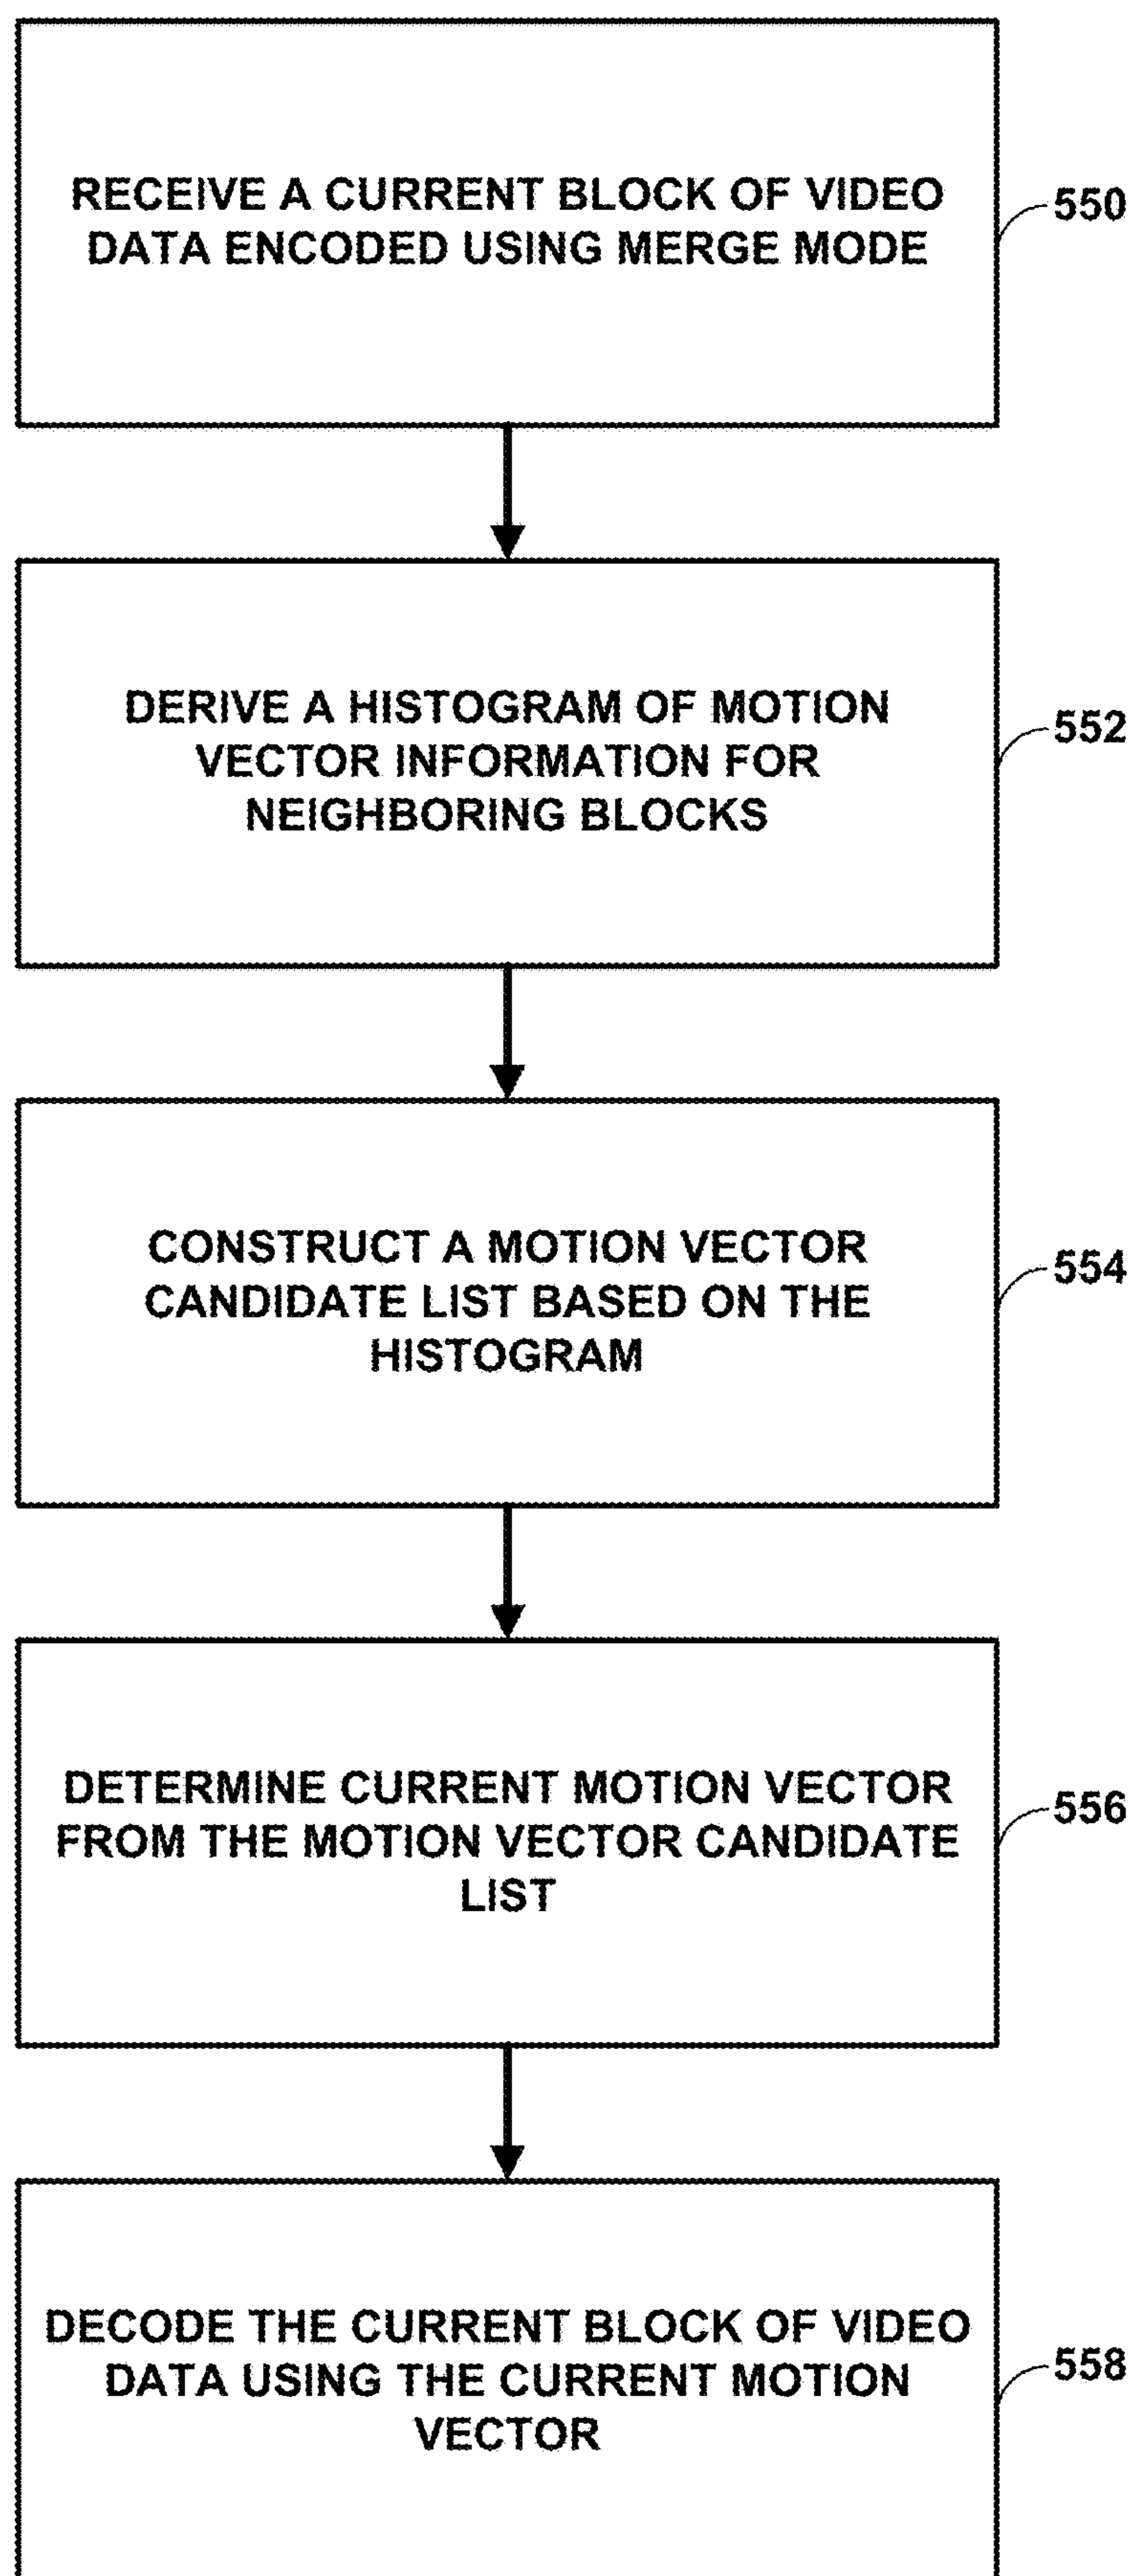 RECEIVE A CURRENT BLOCK OF VIDEO
DATA ENCODED USING MERGE MODE
550
DERIVE A HISTOGRAM OF MOTION
VECTOR INFORMATION FOR
NEIGHBORING BLOCKS
552
CONSTRUCT A MOTION VECTOR
CANDIDATE LIST BASED ON THE
HISTOGRAM
554
DETERMINE CURRENT MOTION VECTOR
FROM THE MOTION VECTOR CANDIDATE
LIST
556
DECODE THE CURRENT BLOCK OF VIDEO
DATA USING THE CURRENT MOTION
VECTOR
558